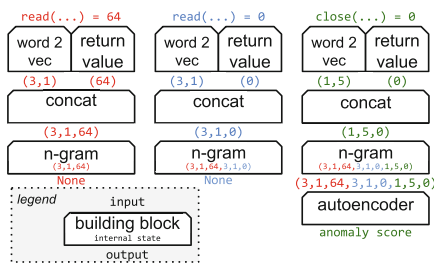 read(...) = 64
word 2
vec
return
value
(3,1)
(64)
concat
(3,1,64)
n-gram
(3,1,64)
None
read(...) = 0
word 2
vec
return
value
(3,1)
(0)
concat
(3,1,0)
n-gram
(3,1,64,3,1,0)
None
close(...) = 0
word 2
vec
return
value
(1,5)
(0)
concat
(1,5,0)
n-gram
(3,1,64,3,1,0,1,5,0)
(3,1,64,3,1,0,1,5,0)
autoencoder
anomaly score
legend
input
building block
internal state
output